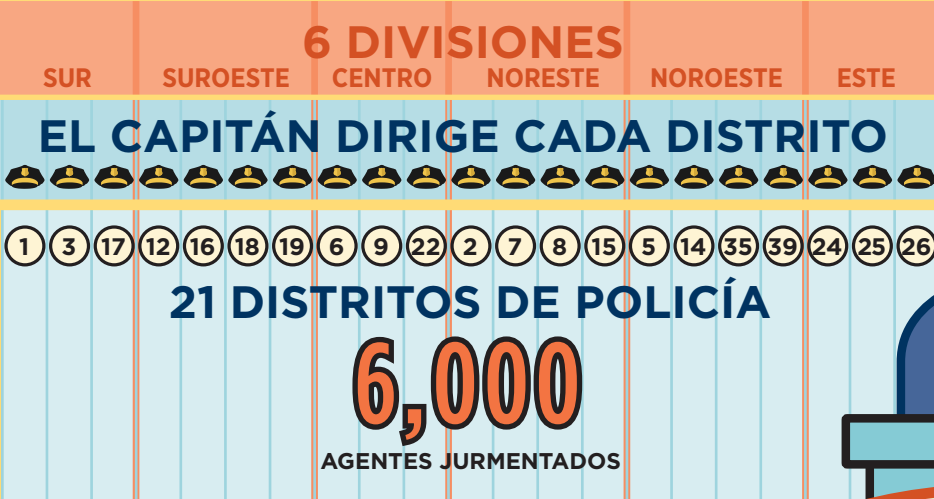 6 DIVISIONES
SUR SUROESTE CENTRO NORESTE NOROESTE ESTE
EL CAPITÁN DIRIGE CADA DISTRITO
1 3 17 12 16 18 19 6 9 22 2 7 8 15 5 14 35 39 24 25 26
21 DISTRITOS DE POLICÍA
6,000
AGENTES JURMENTADOS